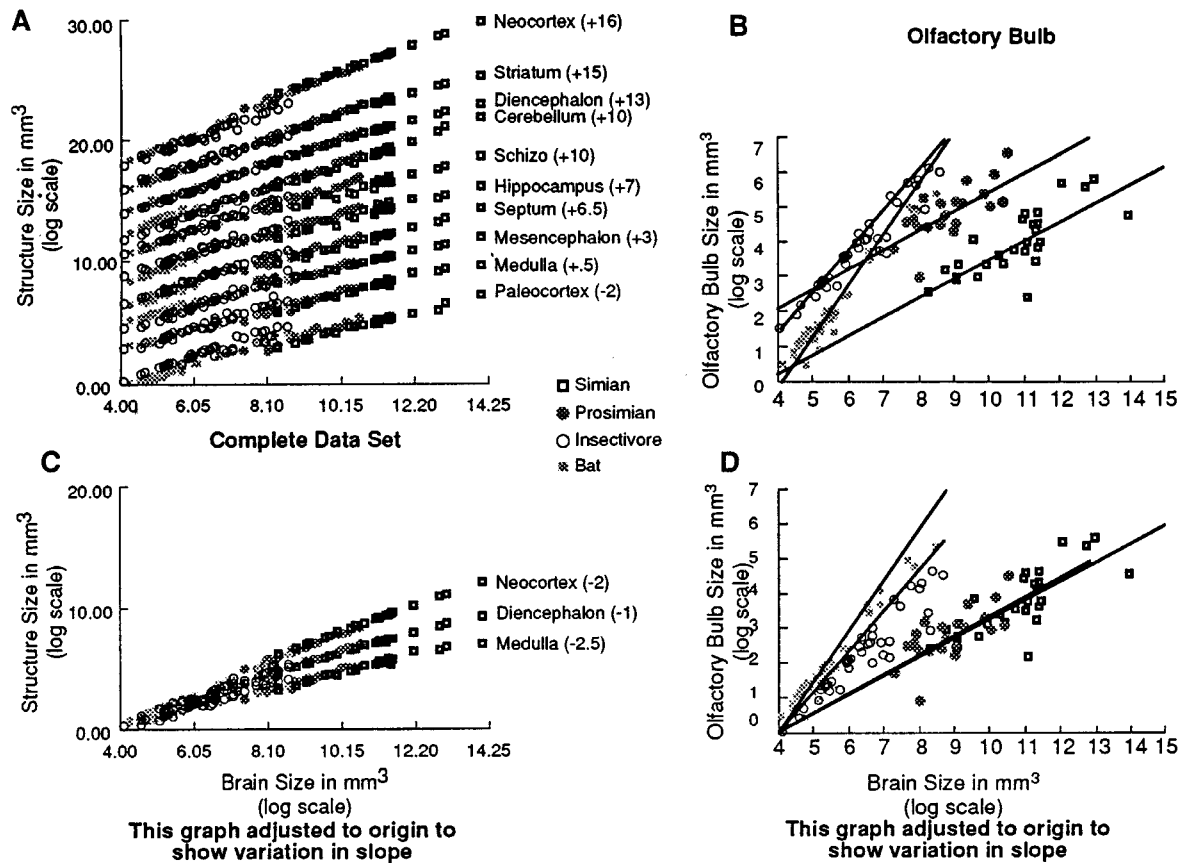 A
30.00
20.00
10.00
0.00
Structure Size in mm3
(log scale)
4.00 6.05 8.10 10.15 12.20 14.25
Complete Data Set
Neocortex (+16)
Striatum (+15)
Diencephalon (+13)
Cerebellum (+10)
Schizo (+10)
Hippocampus (+7)
Septum (+6.5)
Mesencephalon (+3)
Medulla (+.5)
Paleocortex (-2)
Simian
Prosimian
Insectivore
Bat
B
Olfactory Bulb
7
6
5
4
3
2
1
0
Olfactory Bulb Size in mm3
(log scale)
4 5 6 7 8 9 10 11 12 13 14 15
C
20.00
10.00
0.00
Structure Size in mm3
(log scale)
Neocortex (-2)
Diencephalon (-1)
Medulla (-2.5)
4.00 6.05 8.10 10.15 12.20 14.25
Brain Size in mm3
(log scale)
This graph adjusted to origin to
show variation in slope
D
7
6
5
4
3
2
1
0
Olfactory Bulb Size in mm3
(log scale)
4 5 6 7 8 9 10 11 12 13 14 15
Brain Size in mm3
(log scale)
This graph adjusted to origin to
show variation in slope